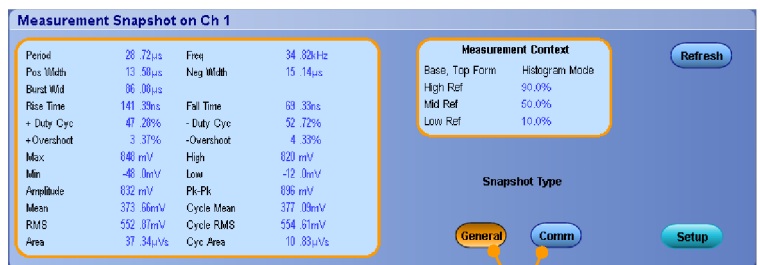 Measurement Snapshot on Ch 1
Period 28 .72µs Freq 34 .82kHz
Pos Width 13 .58µs Neg Width 15 .14µs
Burst Wid 86 .00µs
Rise Time 141 .39ns Fall Time 69 .33ns
+ Duty Cyc 47 .28% - Duty Cyc 52 .72%
+Overshoot 3 .37% -Overshoot 4 .33%
Max 848 mV High 820 mV
Min -48 .0mV Low -12 .0mV
Amplitude 832 mV Pk-Pk 896 mV
Mean 373 .66mV Cycle Mean 377 .09mV
RMS 552 .87mV Cycle RMS 554 .61mV
Area 37 .34µVs Cyc Area 10 .83µVs
Measurement Context
Base, Top Form Histogram Mode
High Ref 90.0%
Mid Ref 50.0%
Low Ref 10.0%
Refresh
Snapshot Type
General Comm Setup